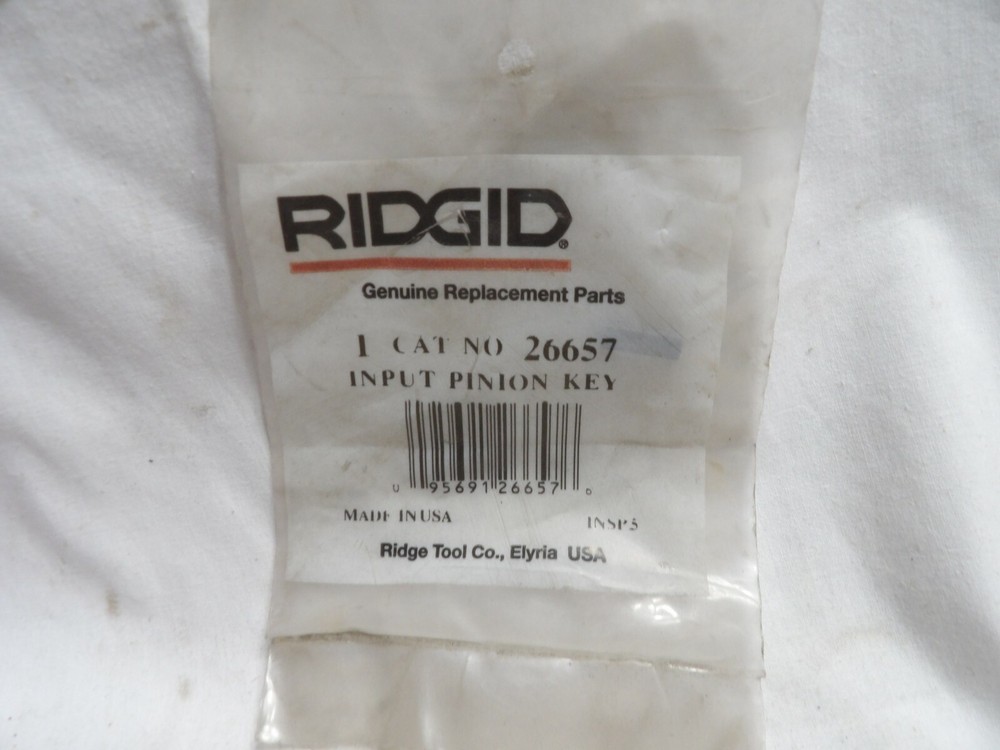 RIDGID®
Genuine Replacement Parts
1 CAT NO 26657
INPUT PINION KEY
0 95691 26657 0
MADE IN USA INSP5
Ridge Tool Co., Elyria USA